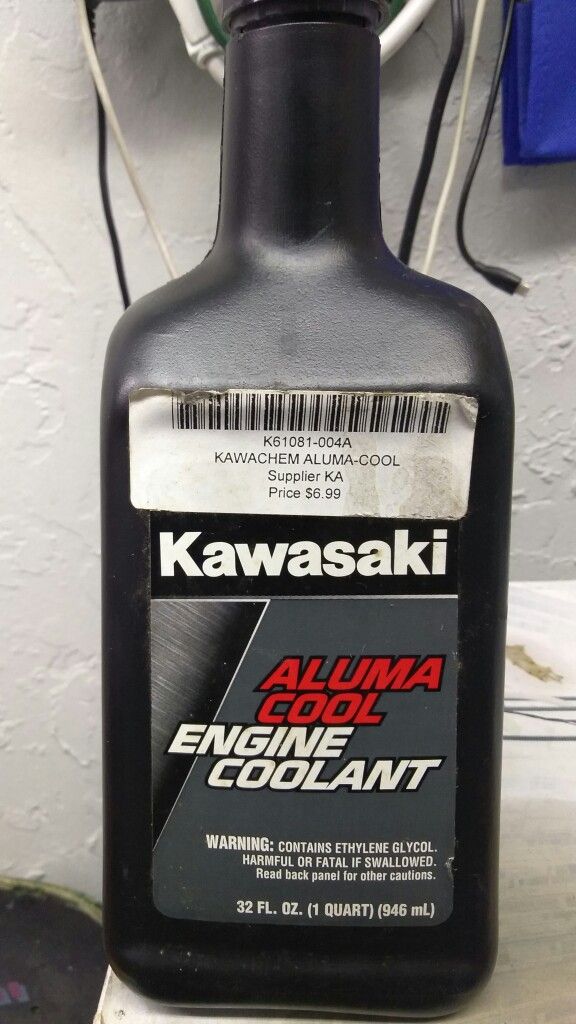 K61081-004A
KAWACHEM ALUMA-COOL
Supplier KA
Price $6.99
Kawasaki
ALUMA
COOL
ENGINE
COOLANT
WARNING: CONTAINS ETHYLENE GLYCOL.
HARMFUL OR FATAL IF SWALLOWED.
Read back panel for other cautions.
32 FL. OZ. (1 QUART) (946 mL)